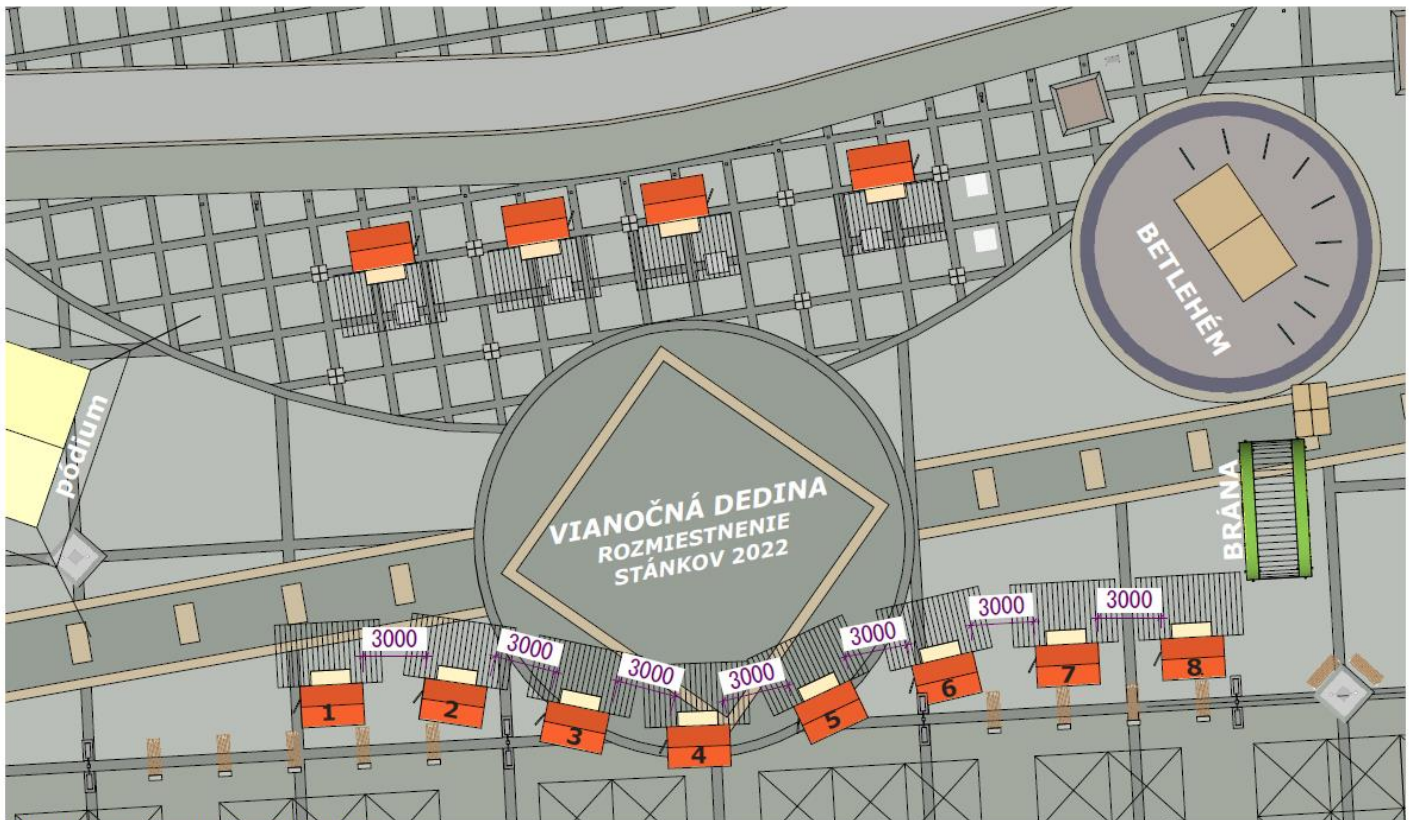 BETLEHÉM
pódium
BRÁNA
VIANOČNÁ DEDINA
ROZMIESTNENIE
STÁNKOV 2022
3000
3000
3000
3000
3000
3000
3000
1
2
3
4
5
6
7
8